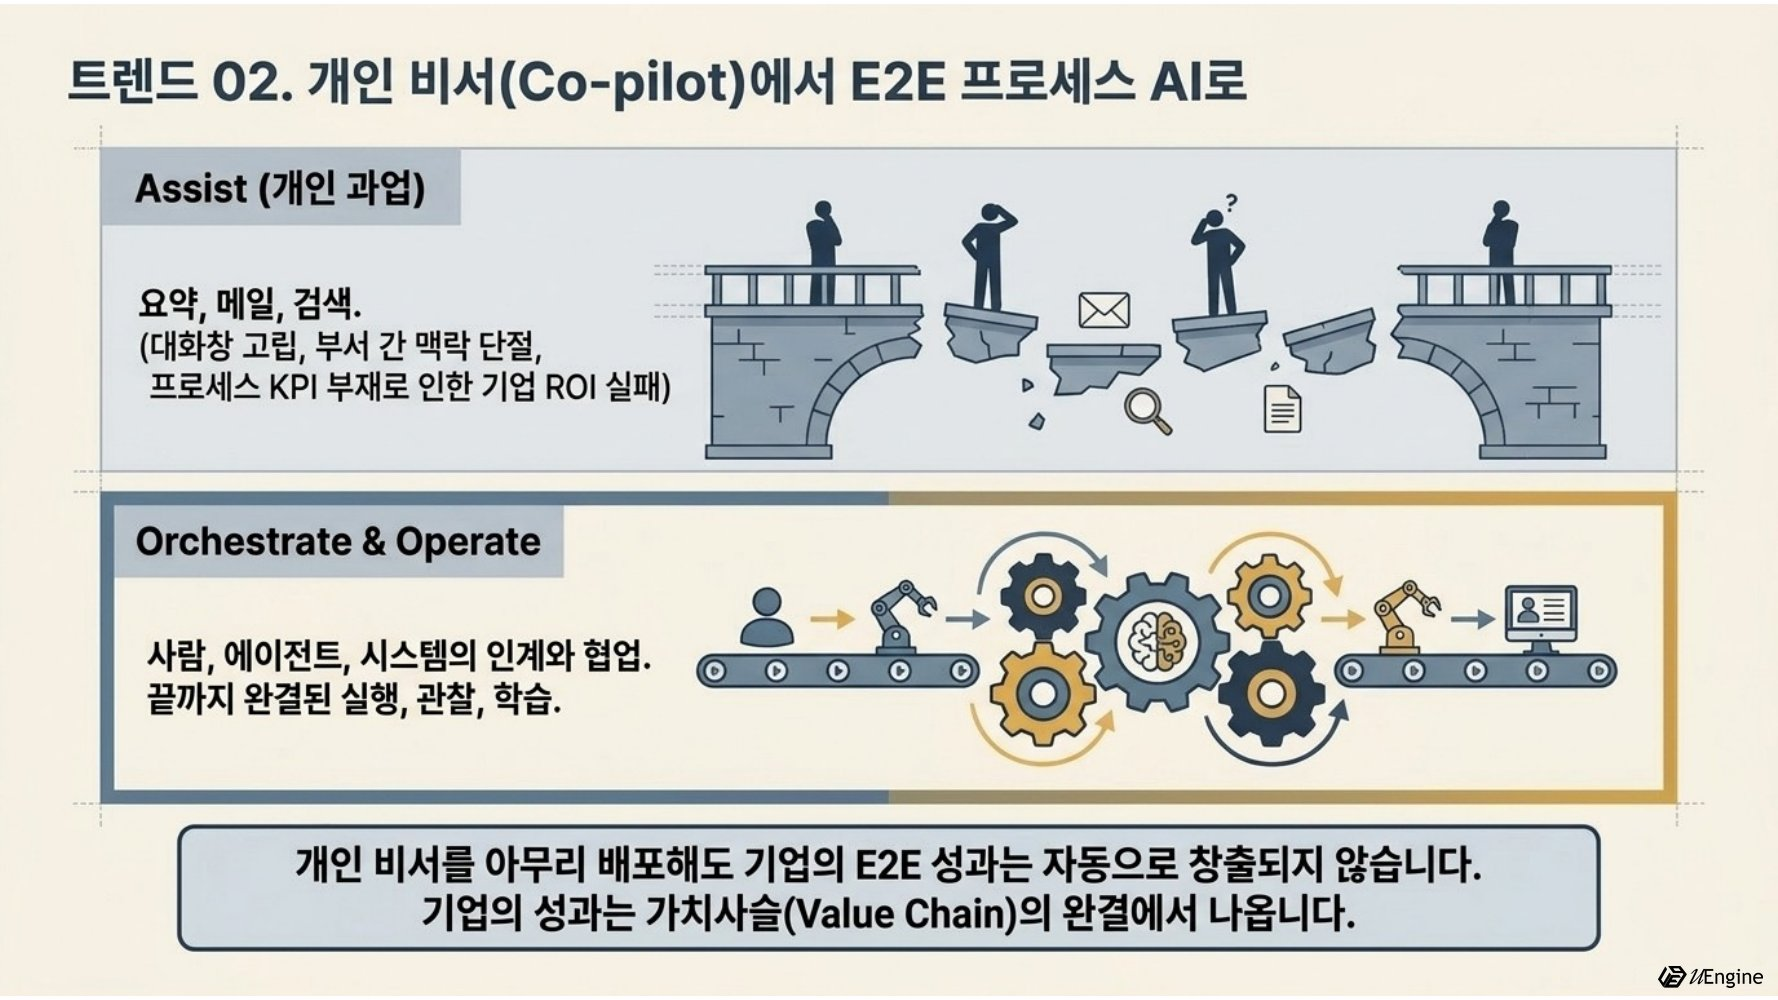 트렌드 02. 개인 비서(Co-pilot)에서 E2E 프로세스 AI로
Assist (개인 과업)
요약, 메일, 검색.
(대화창 고립, 부서 간 맥락 단절,
프로세스 KPI 부재로 인한 기업 ROI 실패)
?
Orchestrate & Operate
사람, 에이전트, 시스템의 인계와 협업.
끝까지 완결된 실행, 관찰, 학습.
개인 비서를 아무리 배포해도 기업의 E2E 성과는 자동으로 창출되지 않습니다.
기업의 성과는 가치사슬(Value Chain)의 완결에서 나옵니다.
uEngine